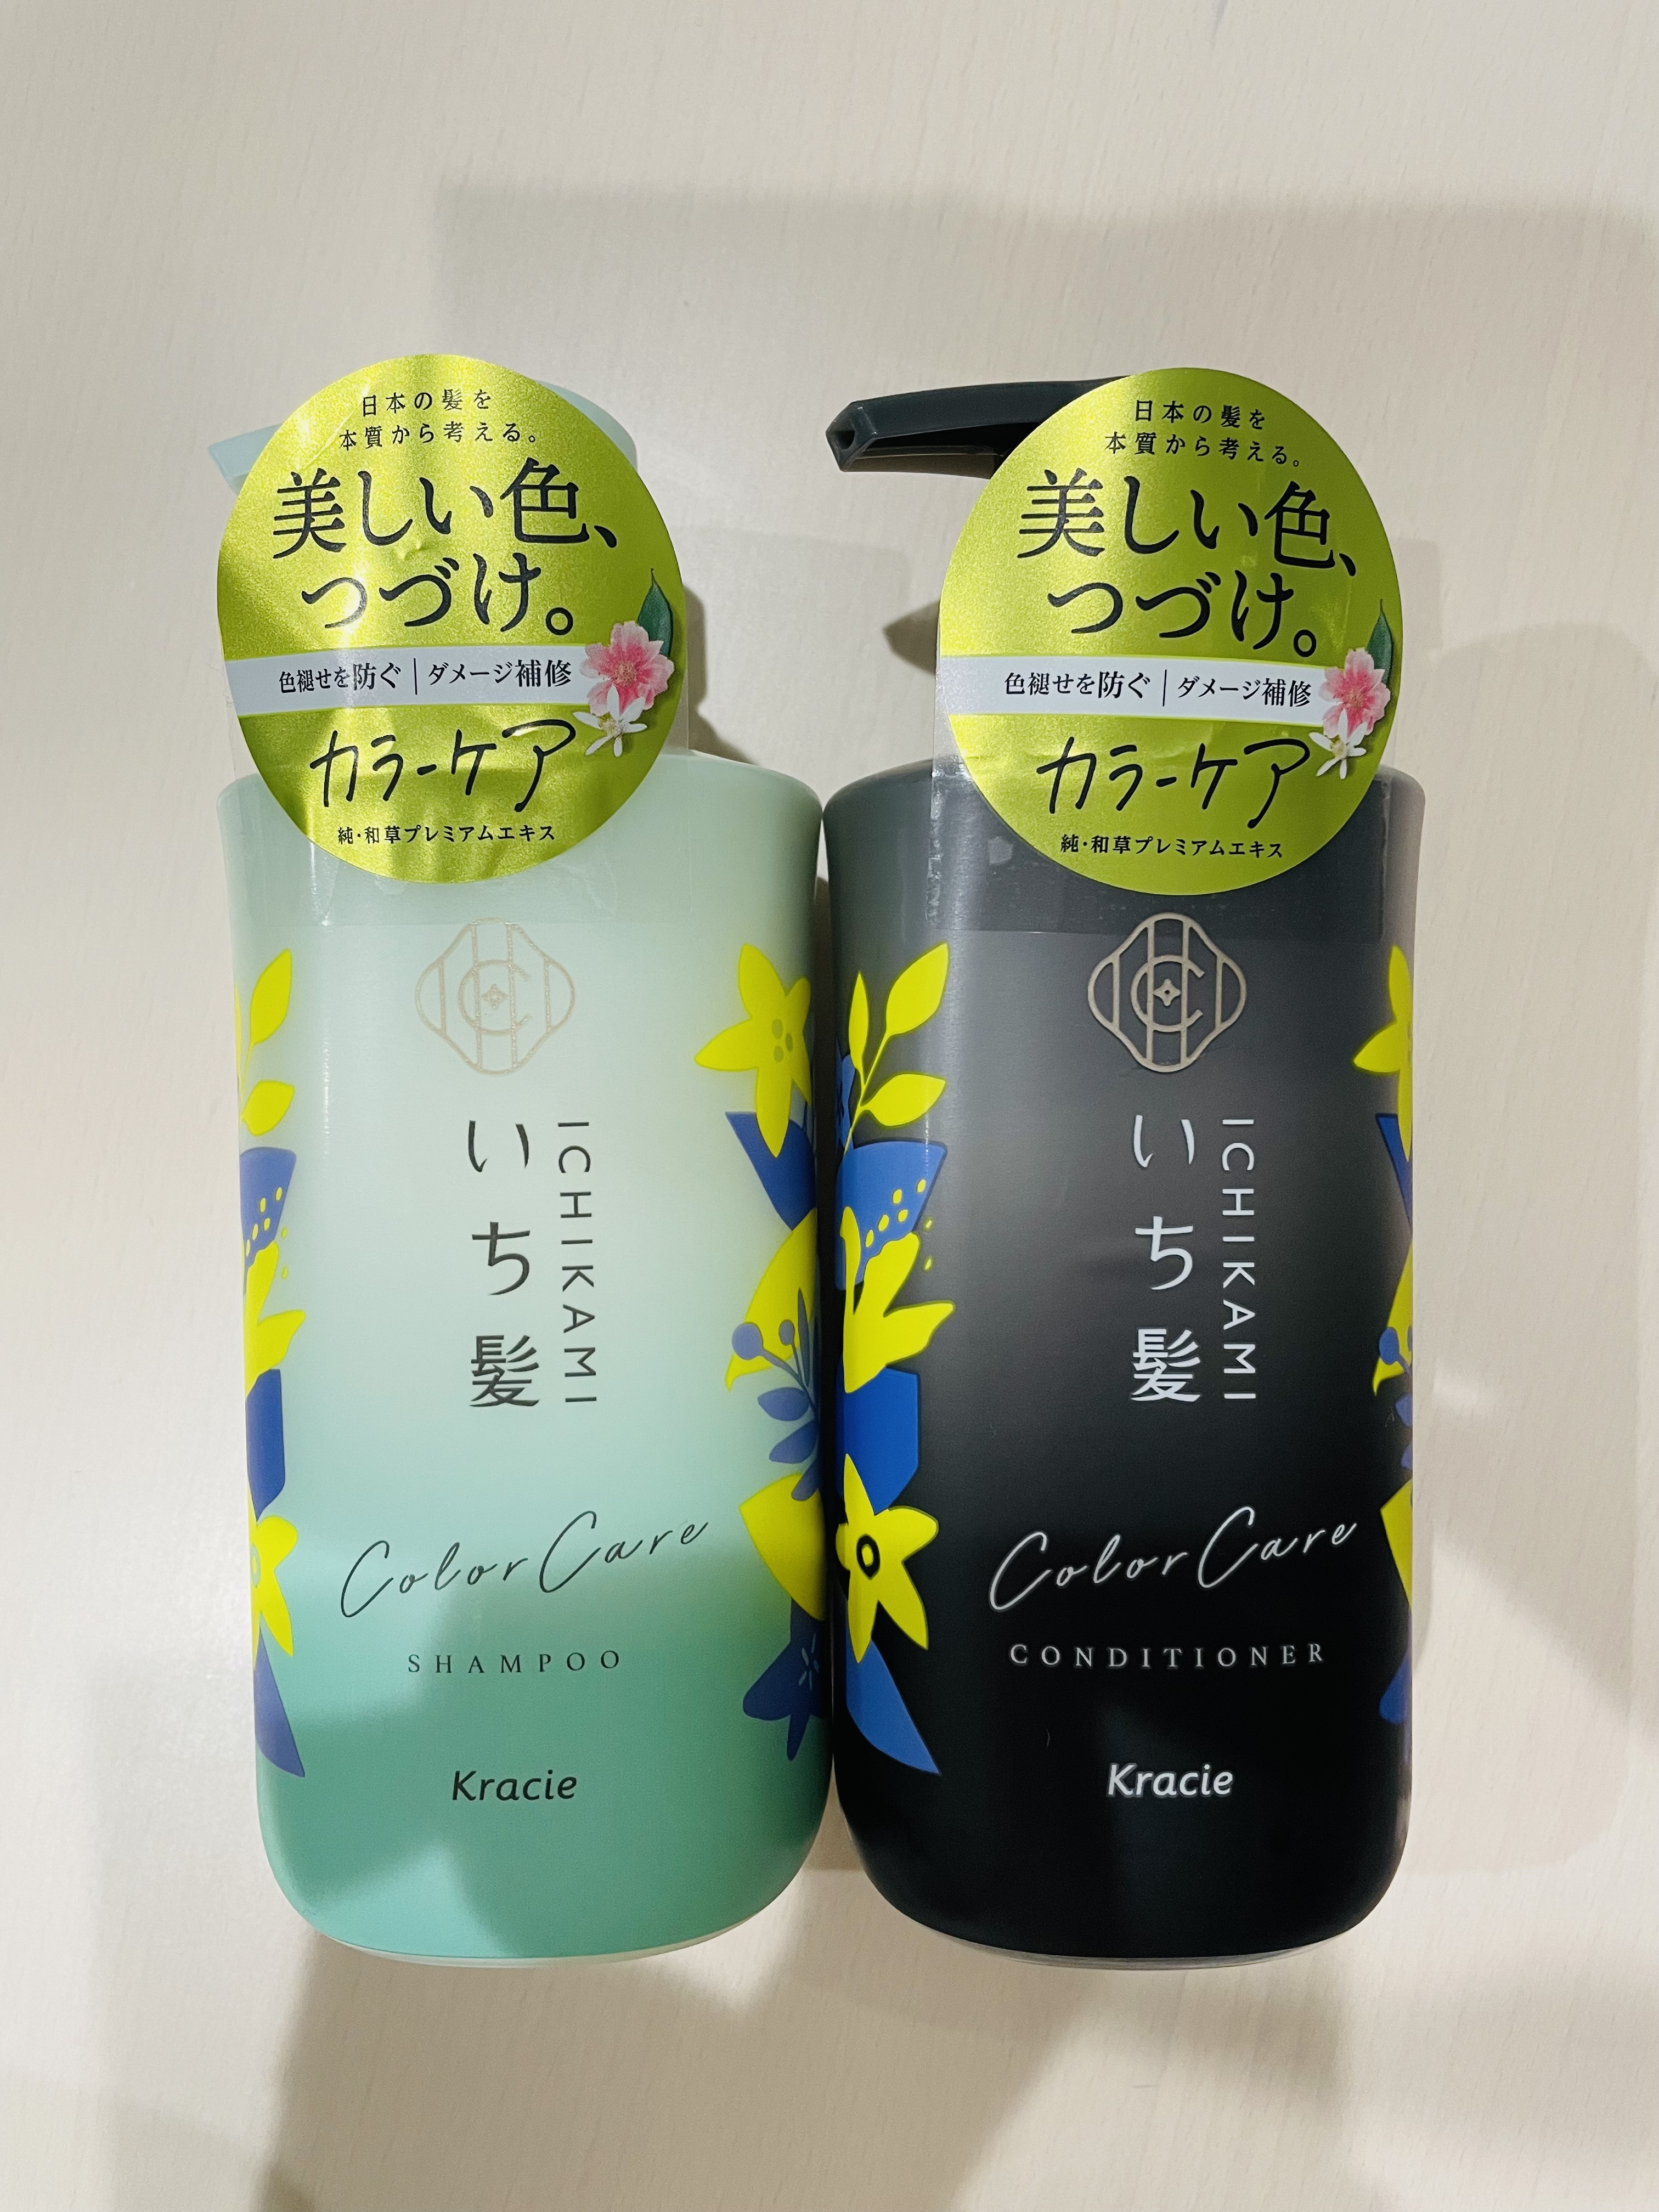 日本の髪を
本質から考える。
美しい色、
つづけ。
色褪せを防ぐ｜ダメージ補修
カラーケア
純・和草プレミアムエキス
いち髪
ICHIKAMI
Color Care
SHAMPOO
Kracie
日本の髪を
本質から考える。
美しい色、
つづけ。
色褪せを防ぐ｜ダメージ補修
カラーケア
純・和草プレミアムエキス
いち髪
ICHIKAMI
Color Care
CONDITIONER
Kracie